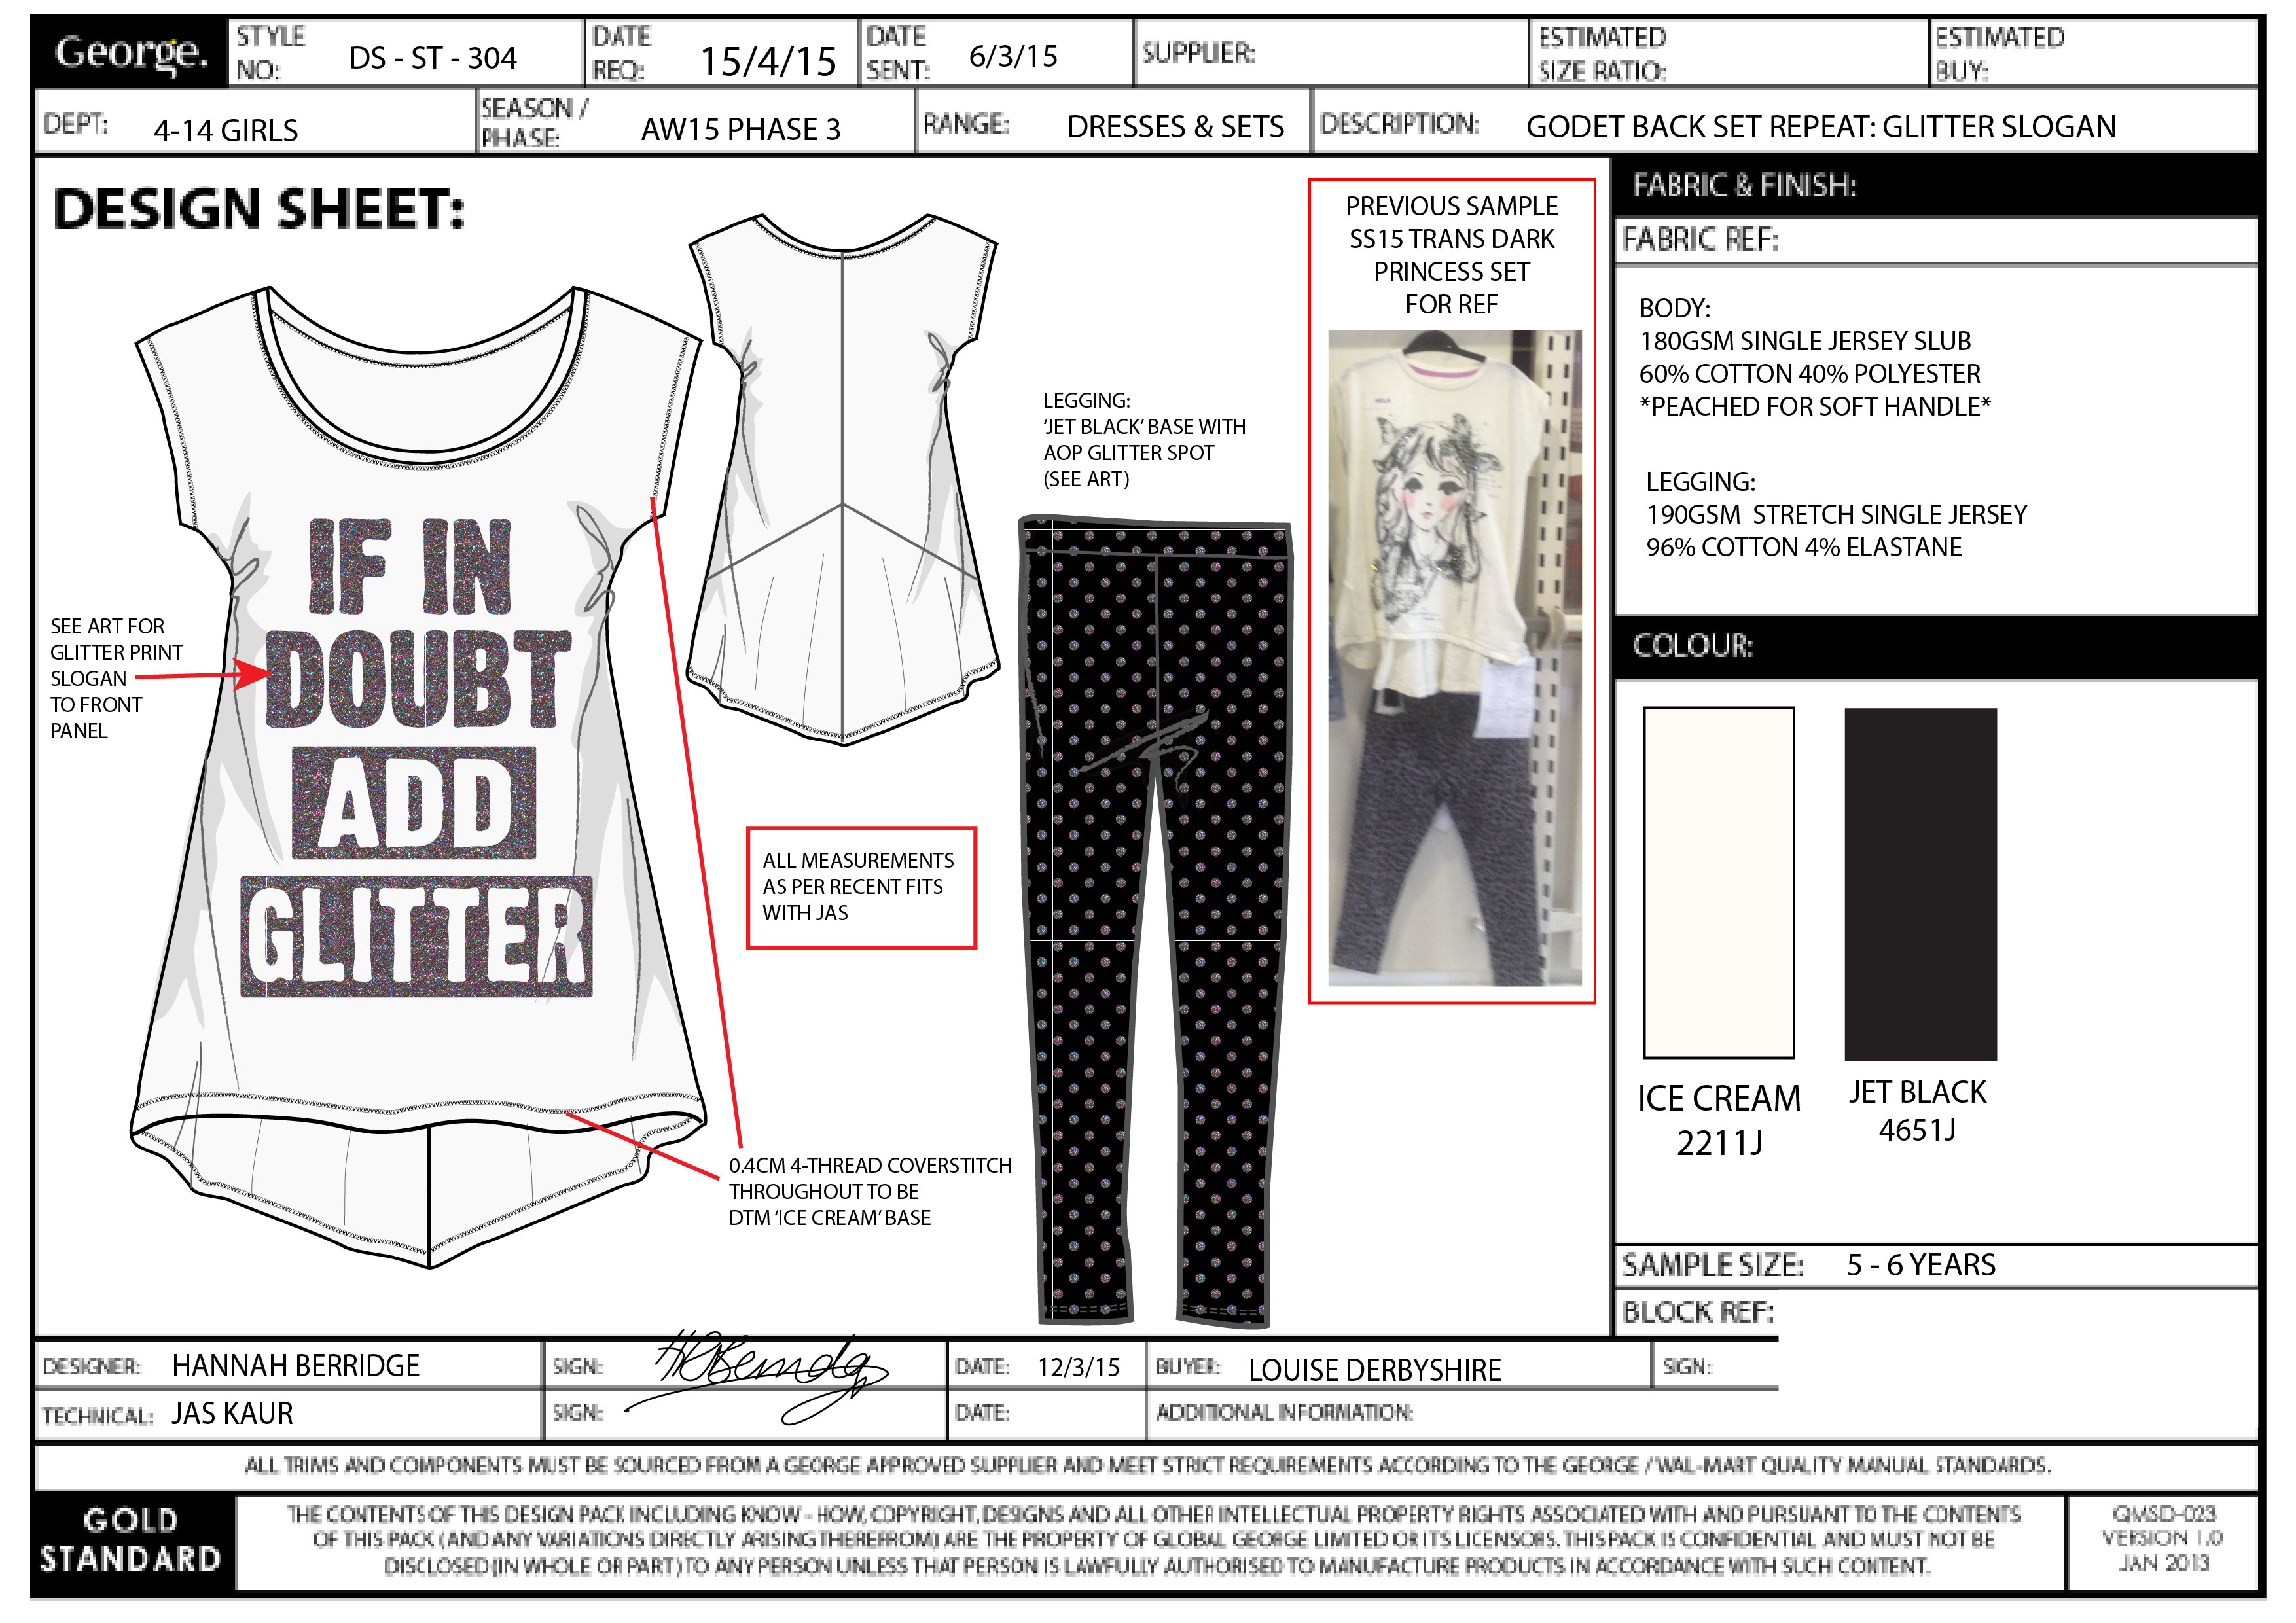 George.
STYLE
NO:
DS - ST - 304
DATE
REQ:
15/4/15
DATE
SENT:
6/3/15
SUPPLIER:
ESTIMATED
SIZE RATIO:
ESTIMATED
BUY:
DEPT:
4-14 GIRLS
SEASON /
PHASE:
AW15 PHASE 3
RANGE:
DRESSES & SETS
DESCRIPTION:
GODET BACK SET REPEAT: GLITTER SLOGAN
DESIGN SHEET:
SEE ART FOR
GLITTER PRINT
SLOGAN
TO FRONT
PANEL
IF IN
DOUBT
ADD
GLITTER
LEGGING:
‘JET BLACK’ BASE WITH
AOP GLITTER SPOT
(SEE ART)
ALL MEASUREMENTS
AS PER RECENT FITS
WITH JAS
0.4CM 4-THREAD COVERSTITCH
THROUGHOUT TO BE
DTM ‘ICE CREAM’ BASE
PREVIOUS SAMPLE
SS15 TRANS DARK
PRINCESS SET
FOR REF
FABRIC & FINISH:
FABRIC REF:
BODY:
180GSM SINGLE JERSEY SLUB
60% COTTON 40% POLYESTER
*PEACHED FOR SOFT HANDLE*
LEGGING:
190GSM  STRETCH SINGLE JERSEY
96% COTTON 4% ELASTANE
COLOUR:
ICE CREAM
2211J
JET BLACK
4651J
SAMPLE SIZE:
5 - 6 YEARS
BLOCK REF:
DESIGNER:
HANNAH BERRIDGE
SIGN:
DATE:
12/3/15
BUYER:
LOUISE DERBYSHIRE
SIGN:
TECHNICAL:
JAS KAUR
SIGN:
DATE:
ADDITIONAL INFORMATION:
ALL TRIMS AND COMPONENTS MUST BE SOURCED FROM A GEORGE APPROVED SUPPLIER AND MEET STRICT REQUIREMENTS ACCORDING TO THE GEORGE / WAL-MART QUALITY MANUAL STANDARDS.
GOLD
STANDARD
THE CONTENTS OF THIS DESIGN PACK INCLUDING KNOW - HOW, COPYRIGHT, DESIGNS AND ALL OTHER INTELLECTUAL PROPERTY RIGHTS ASSOCIATED WITH AND PURSUANT TO THE CONTENTS
OF THIS PACK (AND ANY VARIATIONS DIRECTLY ARISING THEREFROM) ARE THE PROPERTY OF GLOBAL GEORGE LIMITED OR ITS LICENSORS. THIS PACK IS CONFIDENTIAL AND MUST NOT BE
DISCLOSED (IN WHOLE OR PART) TO ANY PERSON UNLESS THAT PERSON IS LAWFULLY AUTHORISED TO MANUFACTURE PRODUCTS IN ACCORDANCE WITH SUCH CONTENT.
QMSD-023
VERSION 1.0
JAN 2013